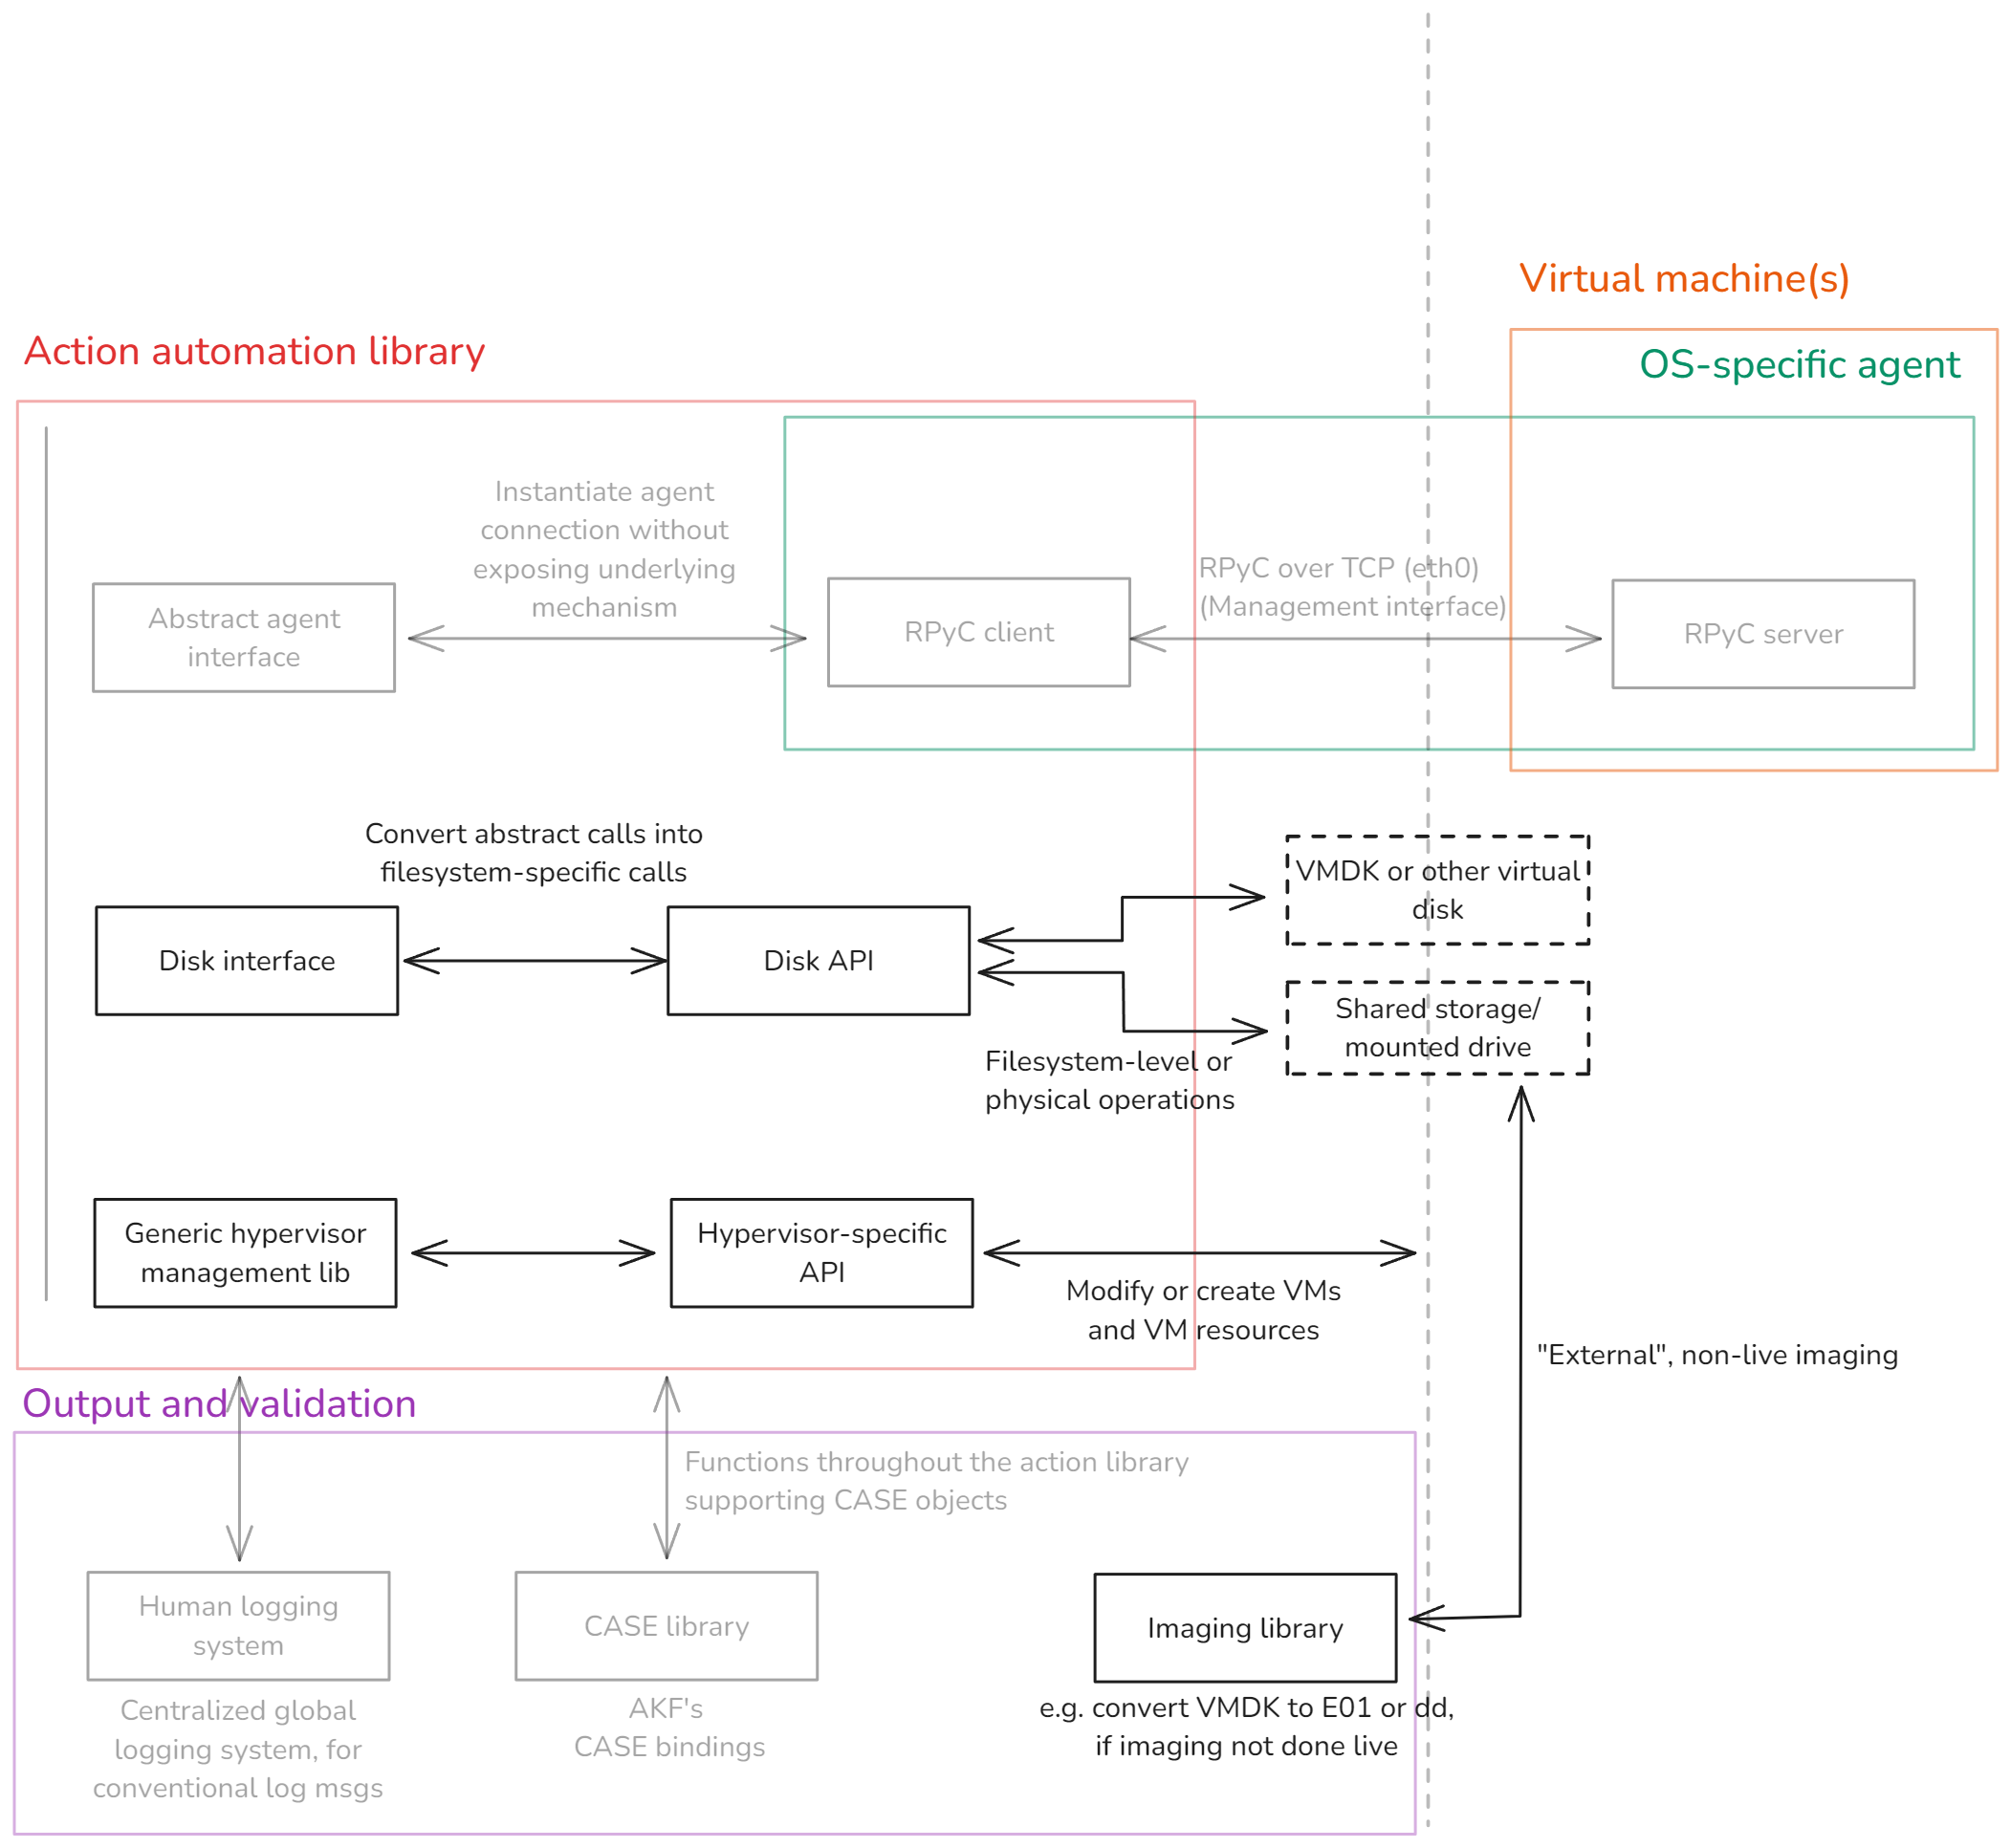 Virtual machine(s)
Action automation library
OS-specific agent
Instantiate agent
connection without
exposing underlying
mechanism
RPyC over TCP (eth0)
(Management interface)
Abstract agent
interface
RPyC client
RPyC server
Convert abstract calls into
filesystem-specific calls
VMDK or other virtual
disk
Disk interface
Disk API
Shared storage/
mounted drive
Filesystem-level or
physical operations
Generic hypervisor
management lib
Hypervisor-specific
API
Modify or create VMs
and VM resources
"External", non-live imaging
Output and validation
Functions throughout the action library
supporting CASE objects
Human logging
system
CASE library
Imaging library
Centralized global
logging system, for
conventional log msgs
AKF's
CASE bindings
e.g. convert VMDK to E01 or dd,
if imaging not done live